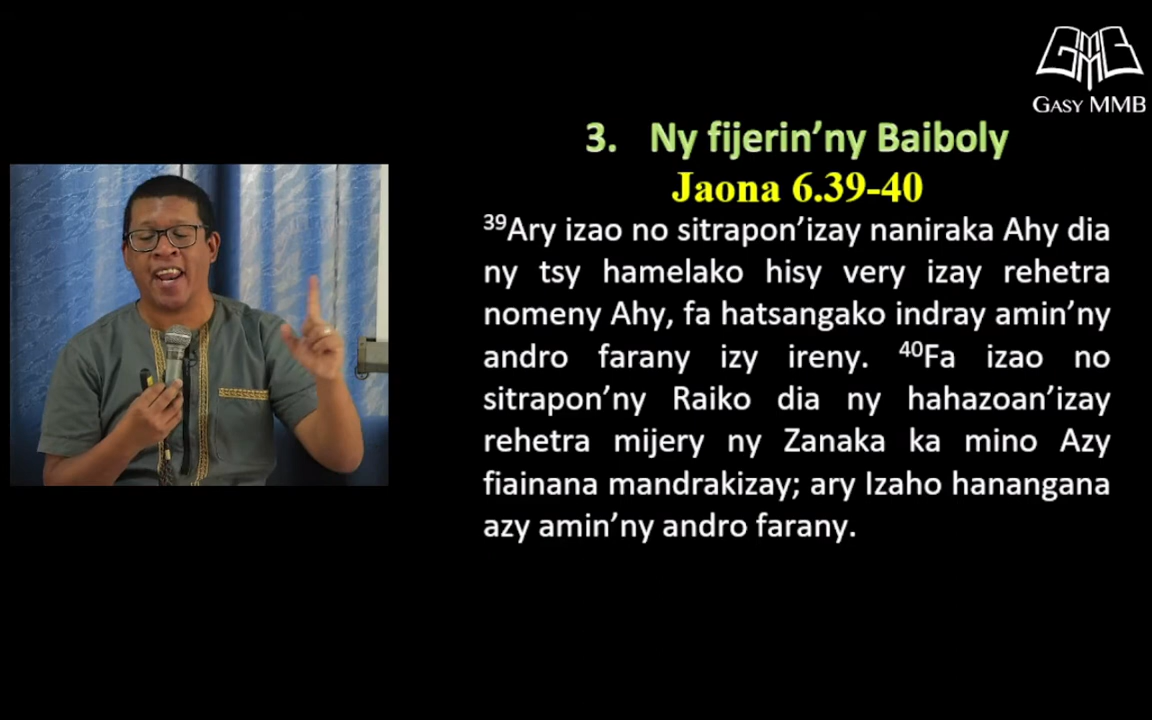 GMMB
GASY MMB
3. Ny fijerin’ny Baiboly
Jaona 6.39-40
³⁹Ary izao no sitrapon’izay naniraka Ahy dia
ny tsy hamelako hisy very izay rehetra
nomeny Ahy, fa hatsangako indray amin’ny
andro farany izy ireny. ⁴⁰Fa izao no
sitrapon’ny Raiko dia ny hahazoan’izay
rehetra mijery ny Zanaka ka mino Azy
fiainana mandrakizay; ary Izaho hanangana
azy amin’ny andro farany.